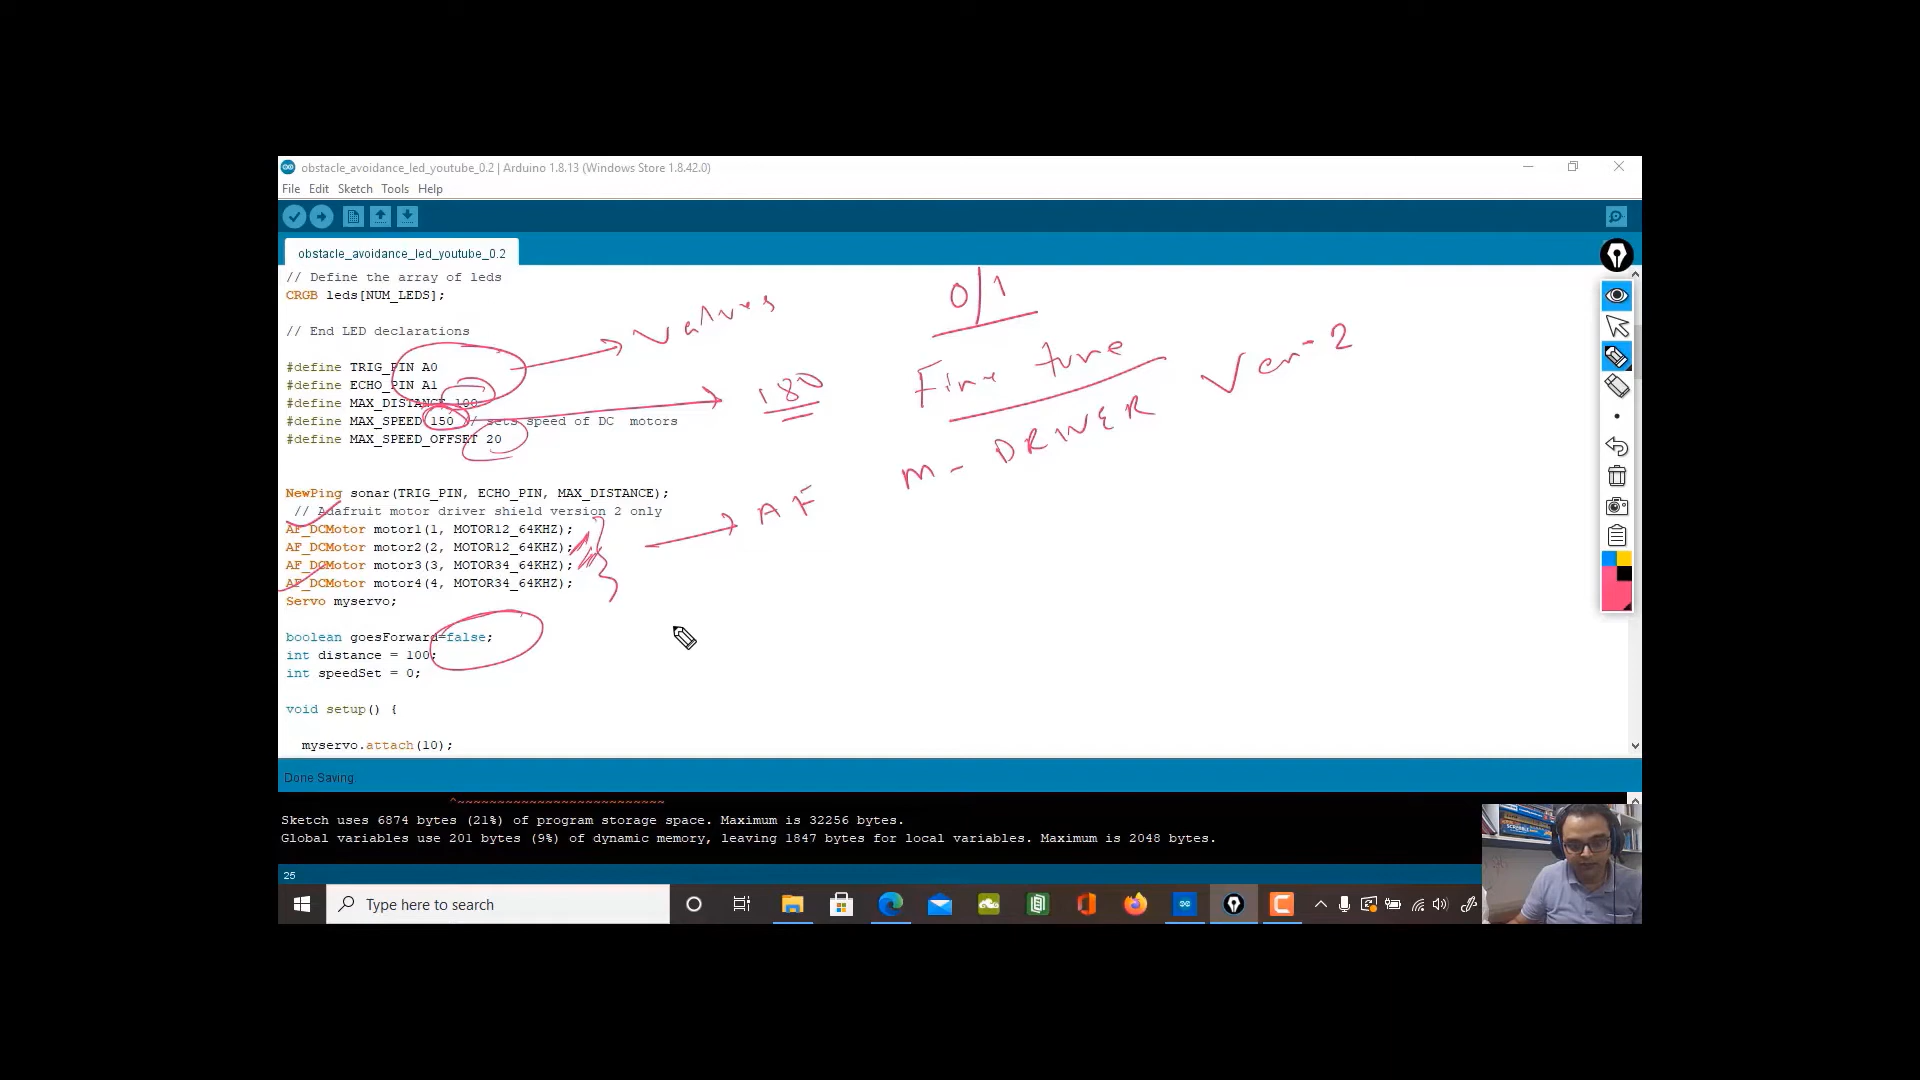 obstacle_avoidance_led_youtube_0.2 | Arduino 1.8.13 (Windows Store 1.8.42.0)
File Edit Sketch Tools Help
obstacle_avoidance_led_youtube_0.2
// Define the array of leds
CRGB leds[NUM_LEDS];
// End LED declarations
#define TRIG_PIN A0
#define ECHO_PIN A1
#define MAX_DISTANCE 100
#define MAX_SPEED 150 // sets speed of DC  motors
#define MAX_SPEED_OFFSET 20
NewPing sonar(TRIG_PIN, ECHO_PIN, MAX_DISTANCE);
// Adafruit motor driver shield version 2 only
AF_DCMotor motor1(1, MOTOR12_64KHZ);
AF_DCMotor motor2(2, MOTOR12_64KHZ);
AF_DCMotor motor3(3, MOTOR34_64KHZ);
AF_DCMotor motor4(4, MOTOR34_64KHZ);
Servo myservo;
boolean goesForward=false;
int distance = 100;
int speedSet = 0;
void setup() {
myservo.attach(10);
Values
0/1
180
Fine tune
M - DRIVER
Ver-2
AF
Done Saving
^~~~~~~~~~~~~~~~~~~~~~~~~~~
Sketch uses 6874 bytes (21%) of program storage space. Maximum is 32256 bytes.
Global variables use 201 bytes (9%) of dynamic memory, leaving 1847 bytes for local variables. Maximum is 2048 bytes.
25
Type here to search